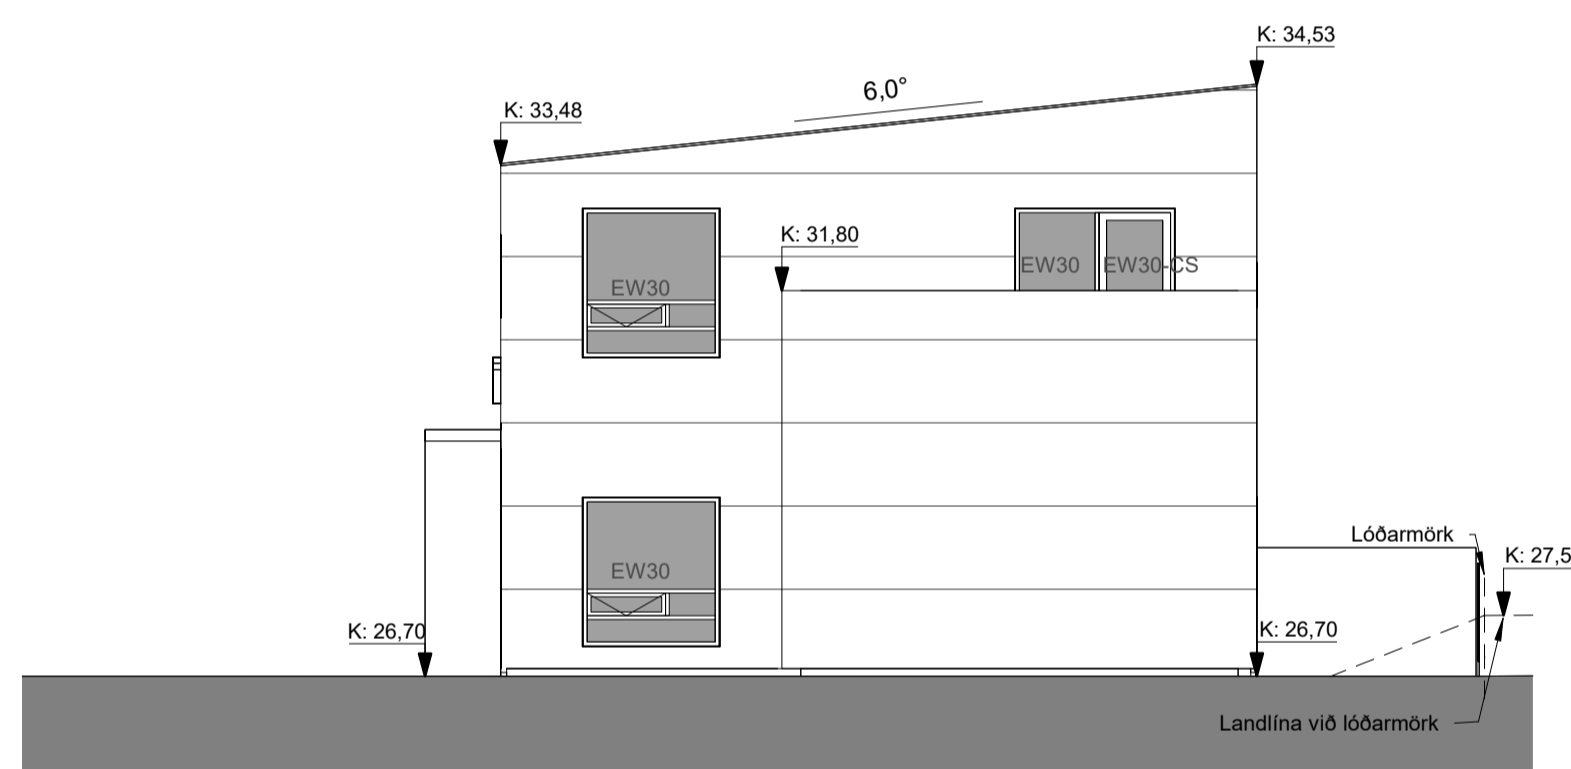 K: 34,53
6,0°
K: 33,48
K: 31,80
EW30 EW30-CS
EW30
Lóðarmörk
K: 27,5
EW30
K: 26,70
K: 26,70
Landlína við lóðarmörk